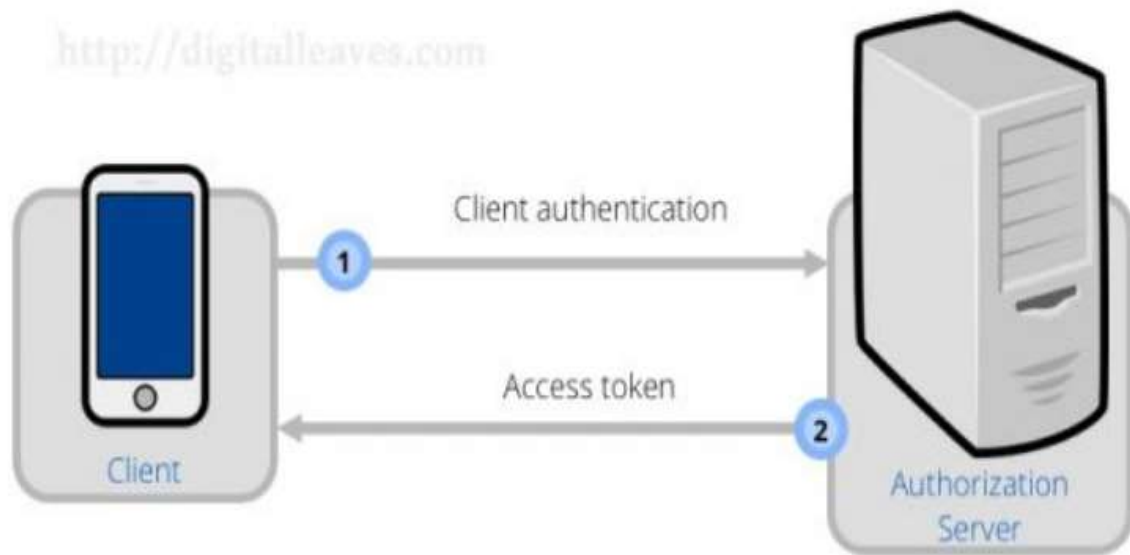 http://digitalleaves.com
Client authentication
1
Access token
2
Client
Authorization
Server